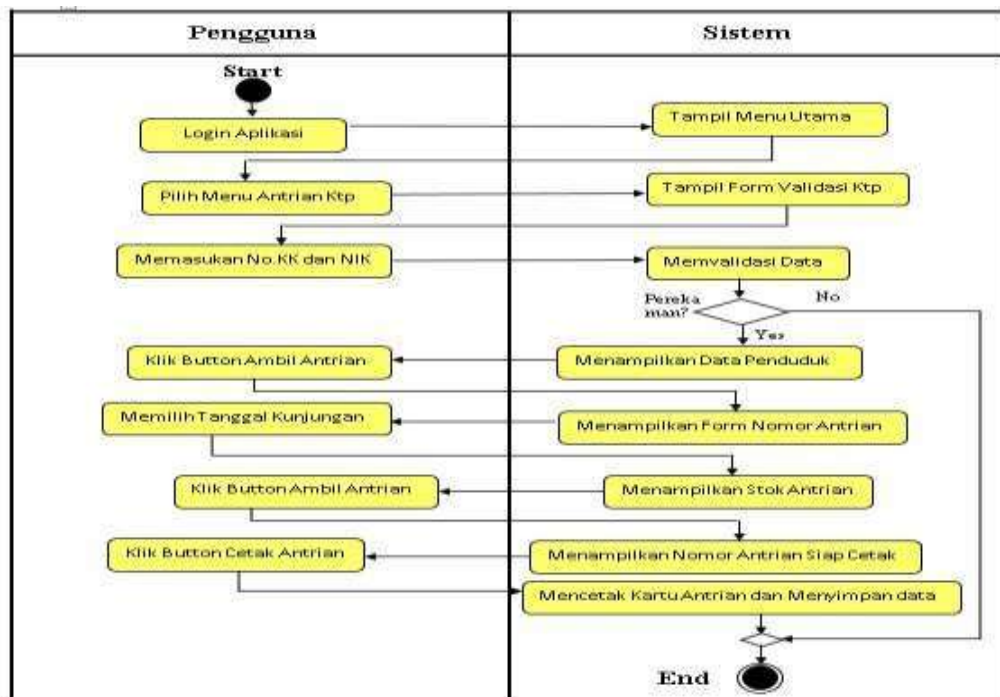 Pengguna
Sistem
Start
Login Aplikasi
Tampil Menu Utama
Pilih Menu Antrian Ktp
Tampil Form Validasi Ktp
Memasukan No.KK dan NIK
Memvalidasi Data
Pereka
man?
No
Yes
Menampilkan Data Penduduk
Klik Button Ambil Antrian
Menampilkan Form Nomor Antrian
Memilih Tanggal Kunjungan
Menampilkan Stok Antrian
Klik Button Ambil Antrian
Menampilkan Nomor Antrian Siap Cetak
Klik Button Cetak Antrian
Mencetak Kartu Antrian dan Menyimpan data
End